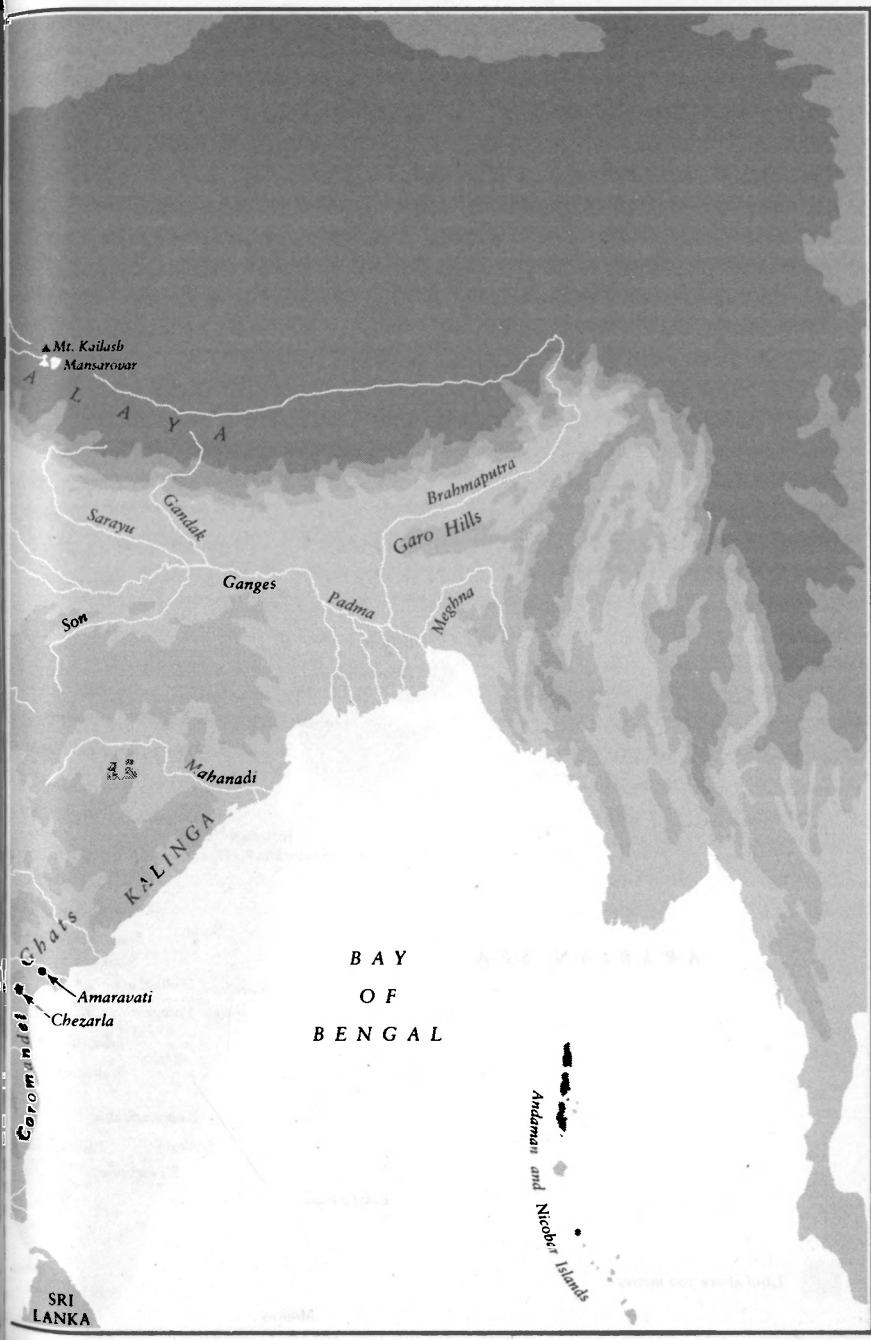 Mt. Kailash
Mansarovar
A L A Y A
Brahmaputra
Sarayu
Gandak
Garo Hills
Ganges
Padma
Meghna
Son
Mahanadi
KALINGA
Ghats
BAY
OF
BENGAL
Amaravati
Chezarla
Coromandel
Andaman and Nicobar Islands
SRI
LANKA